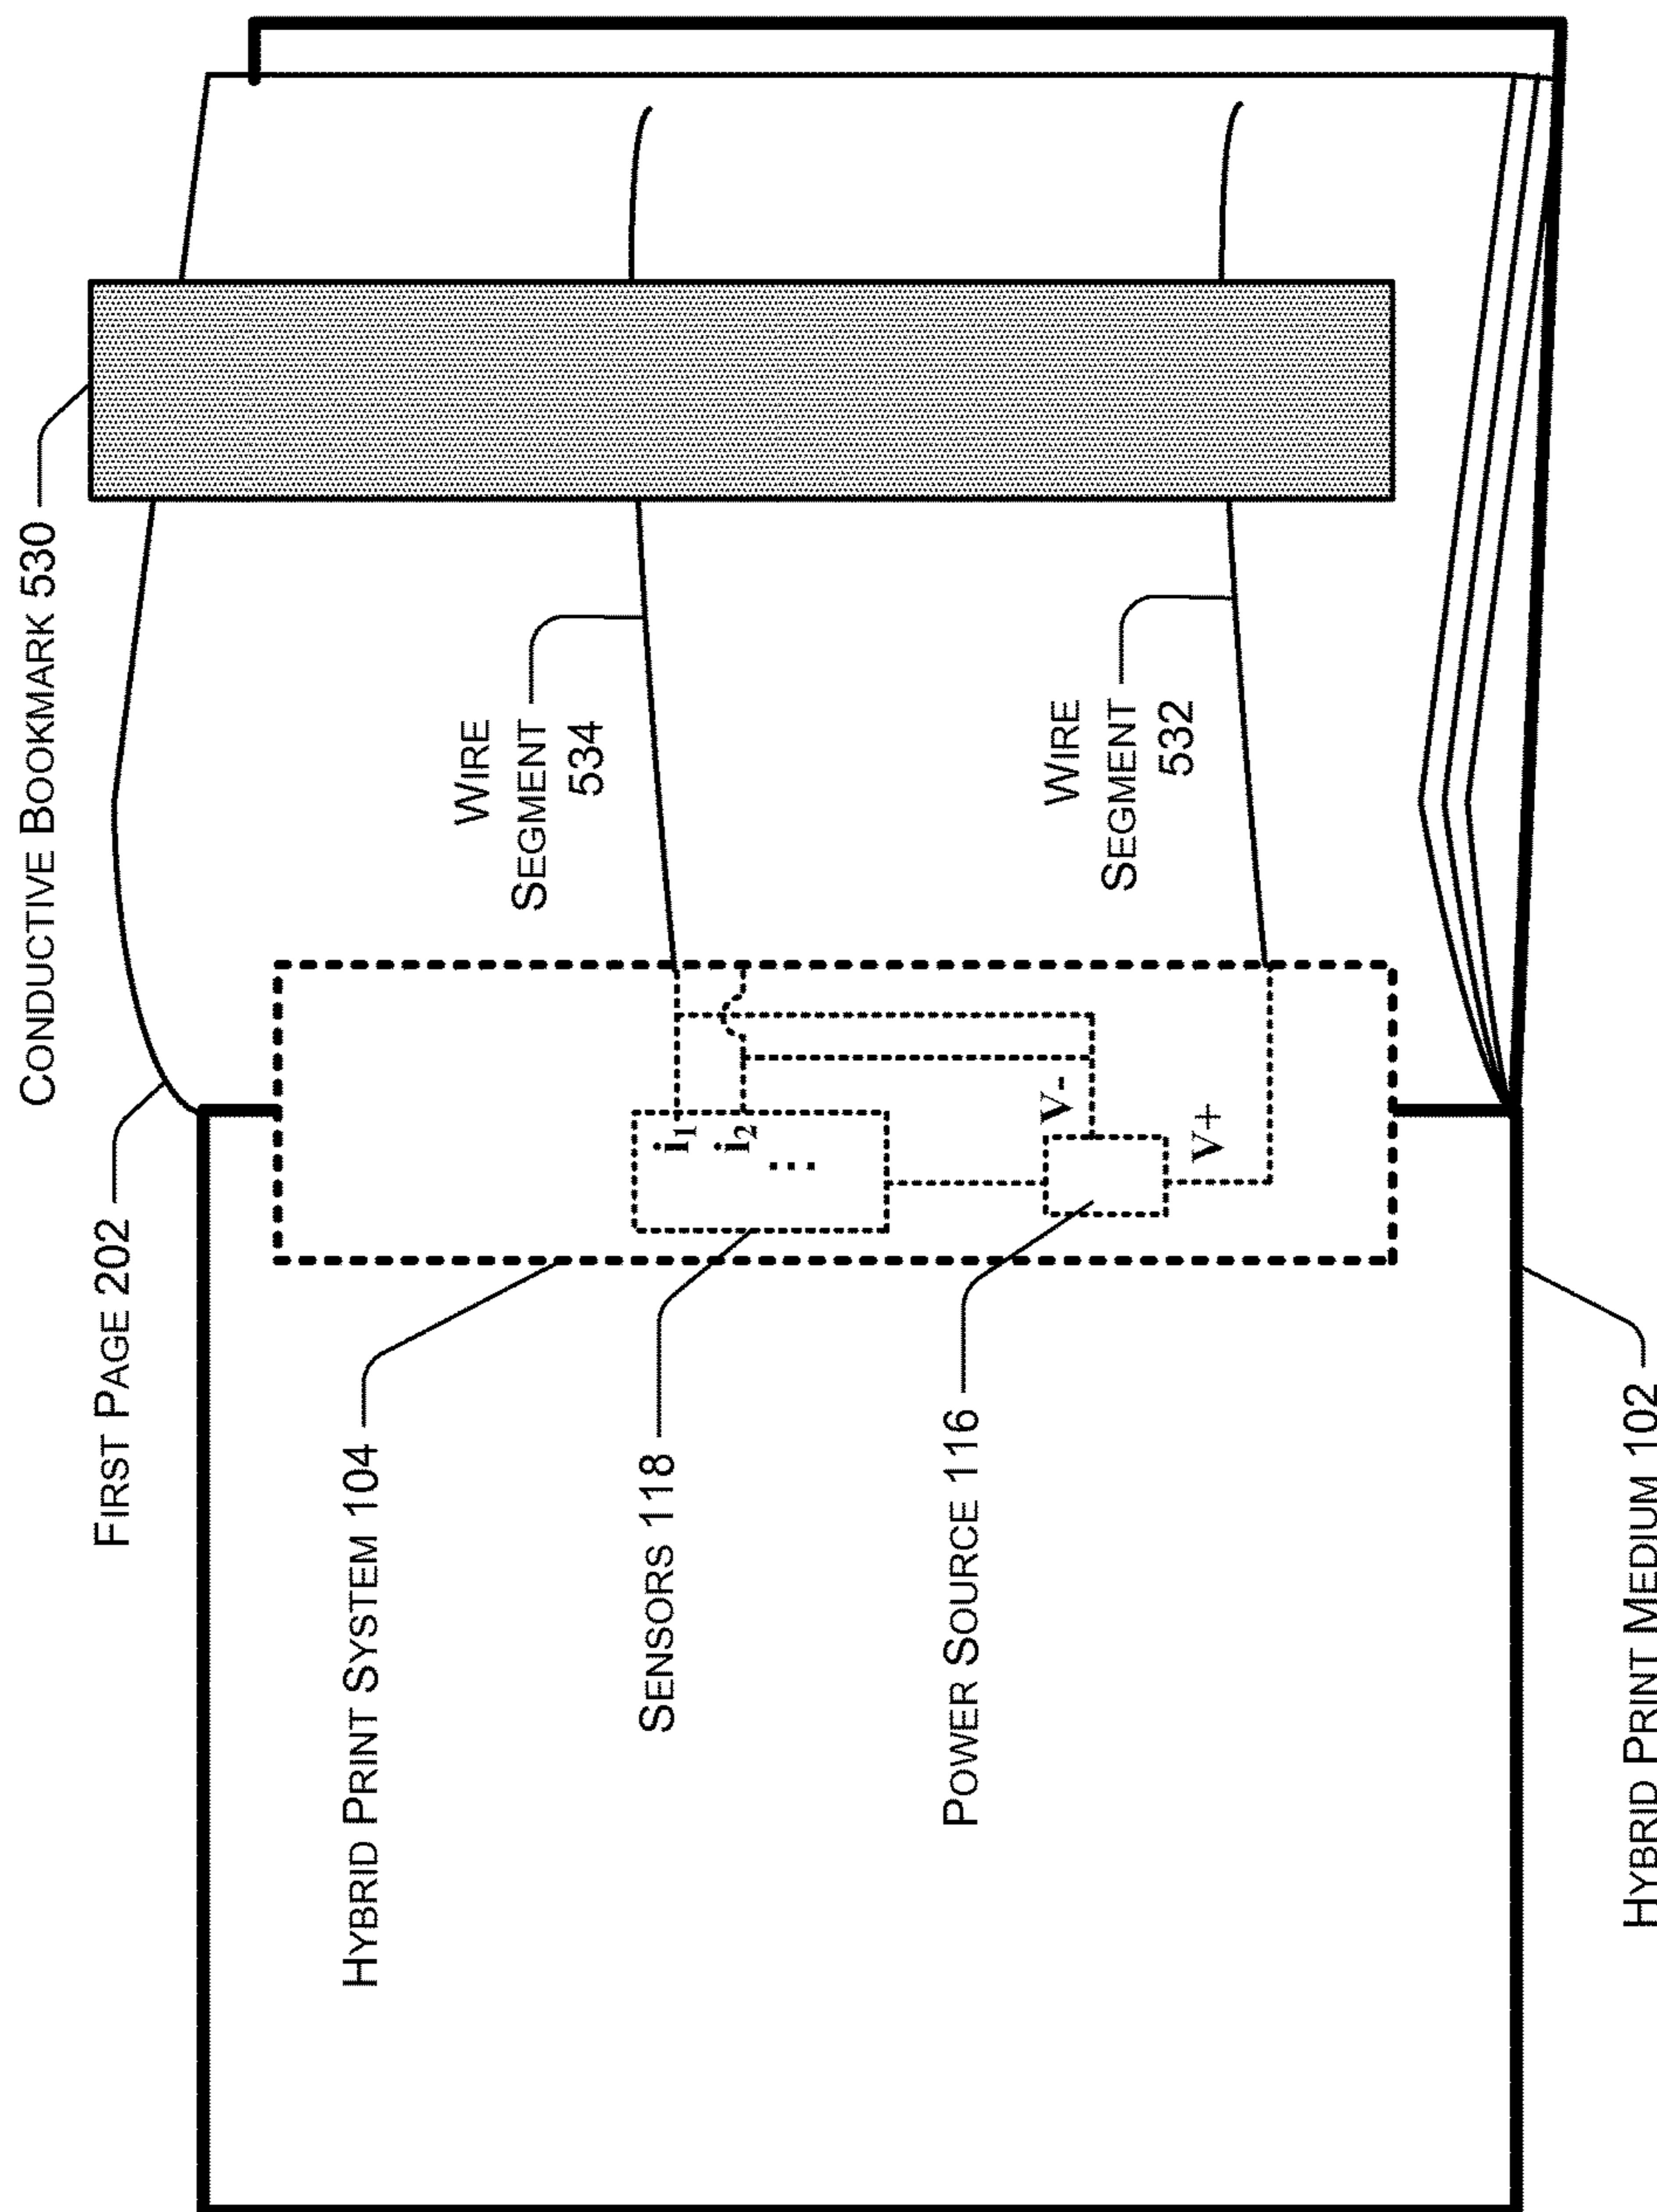 CONDUCTIVE BOOKMARK 530
FIRST PAGE 202
HYBRID PRINT SYSTEM 104
WIRE
SEGMENT
534
SENSORS 118
i₁
i₂
...
POWER SOURCE 116
V-
V+
WIRE
SEGMENT
532
HYBRID PRINT MEDIUM 102